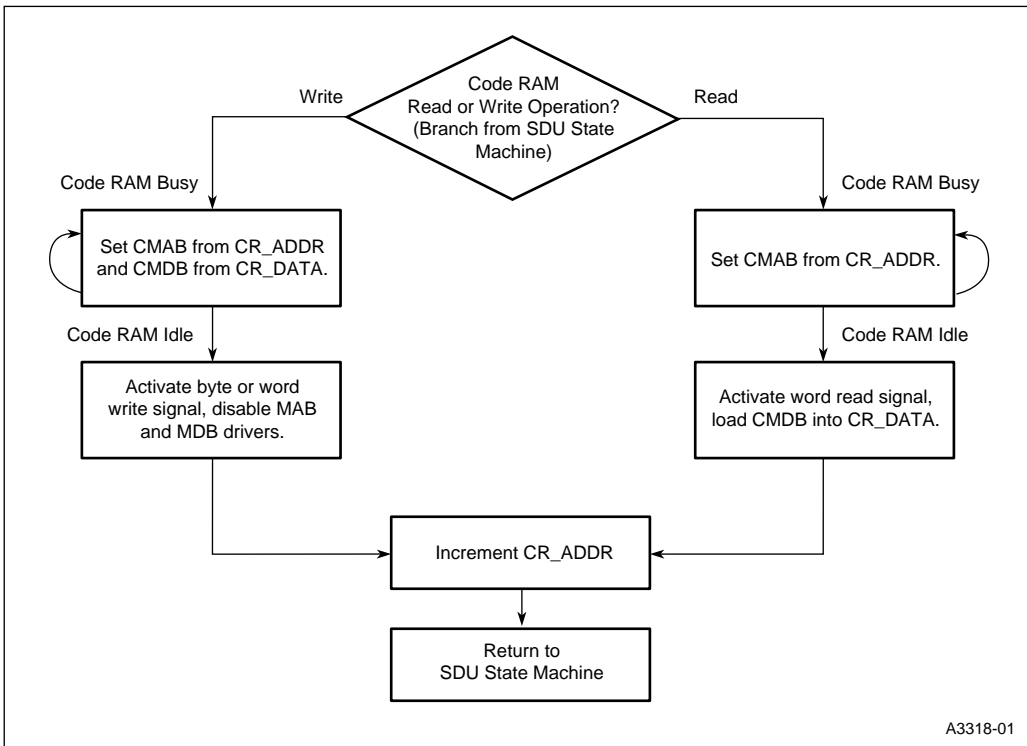 Code RAM
Read or Write Operation?
(Branch from SDU State
Machine)
Write
Read
Code RAM Busy
Code RAM Busy
Set CMAB from CR_ADDR
and CMDB from CR_DATA.
Set CMAB from CR_ADDR.
Code RAM Idle
Code RAM Idle
Activate byte or word
write signal, disable MAB
and MDB drivers.
Activate word read signal,
load CMDB into CR_DATA.
Increment CR_ADDR
Return to
SDU State Machine
A3318-01